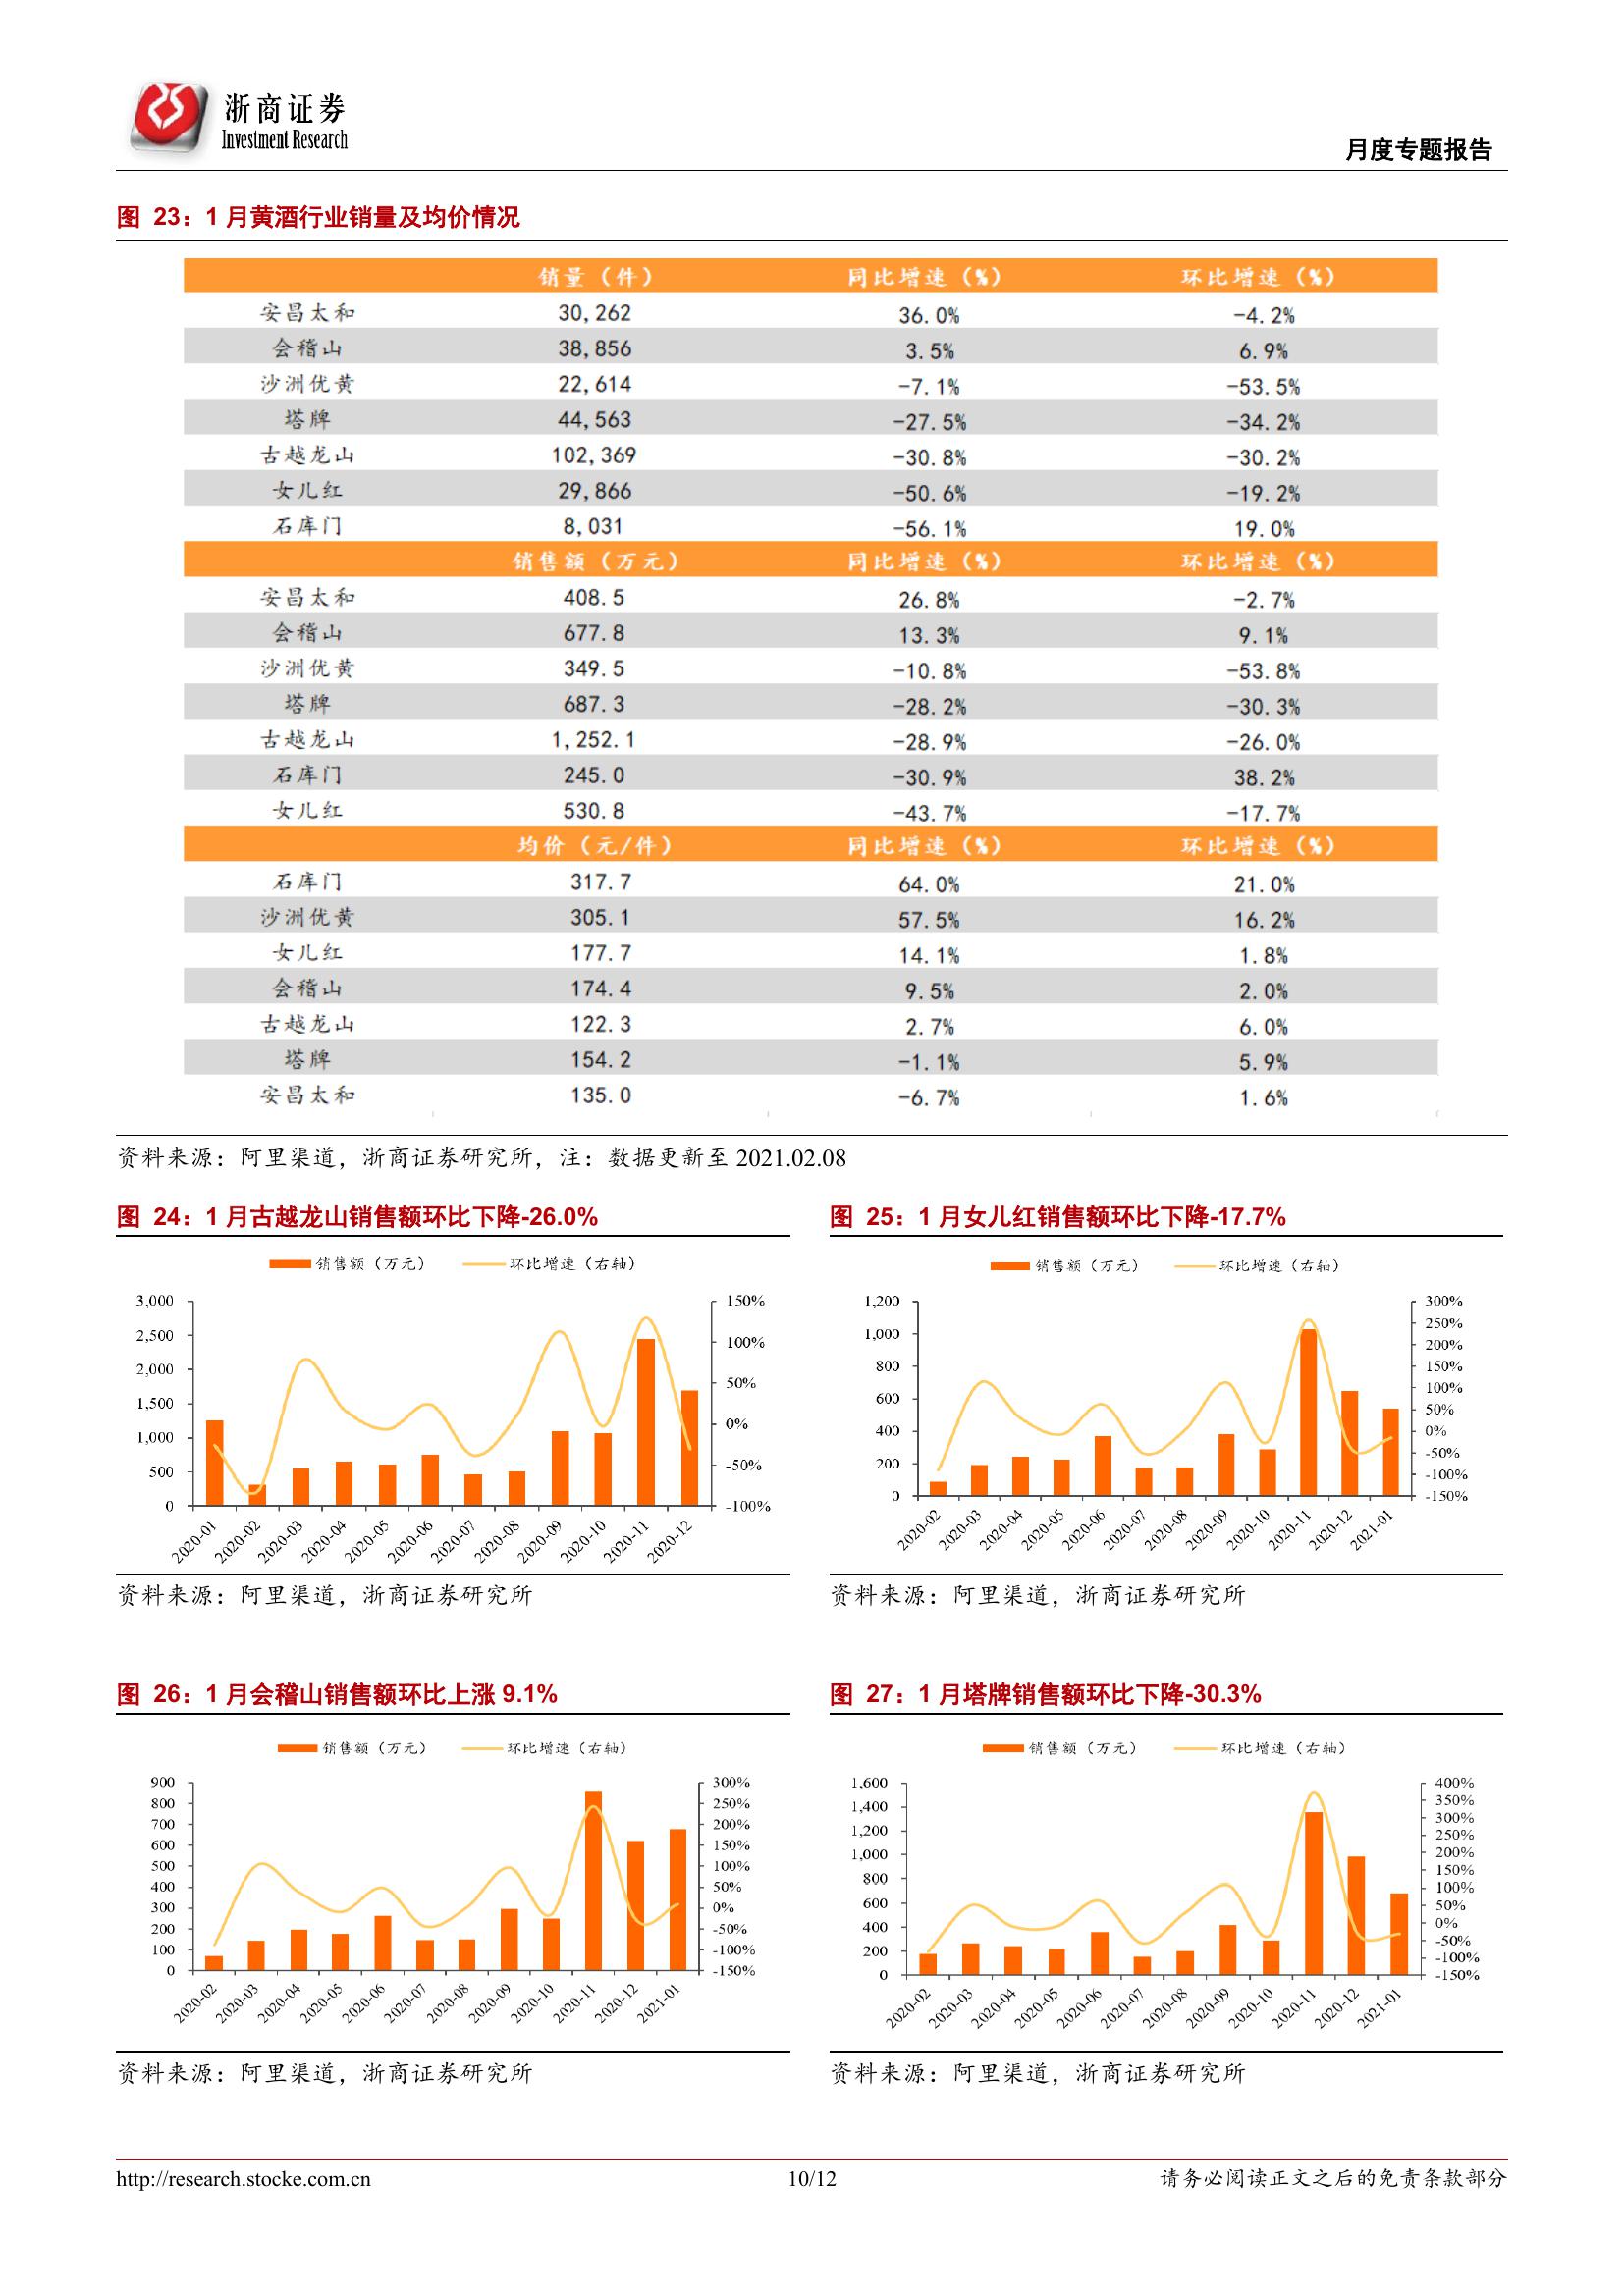 浙商证券
Investment Research
月度专题报告
图 23：1 月黄酒行业销量及均价情况
销量（件） 同比增速（%） 环比增速（%）
安昌太和 30,262 36.0% -4.2%
会稽山 38,856 3.5% 6.9%
沙洲优黄 22,614 -7.1% -53.5%
塔牌 44,563 -27.5% -34.2%
古越龙山 102,369 -30.8% -30.2%
女儿红 29,866 -50.6% -19.2%
石库门 8,031 -56.1% 19.0%
销售额（万元） 同比增速（%） 环比增速（%）
安昌太和 408.5 26.8% -2.7%
会稽山 677.8 13.3% 9.1%
沙洲优黄 349.5 -10.8% -53.8%
塔牌 687.3 -28.2% -30.3%
古越龙山 1,252.1 -28.9% -26.0%
石库门 245.0 -30.9% 38.2%
女儿红 530.8 -43.7% -17.7%
均价（元/件） 同比增速（%） 环比增速（%）
石库门 317.7 64.0% 21.0%
沙洲优黄 305.1 57.5% 16.2%
女儿红 177.7 14.1% 1.8%
会稽山 174.4 9.5% 2.0%
古越龙山 122.3 2.7% 6.0%
塔牌 154.2 -1.1% 5.9%
安昌太和 135.0 -6.7% 1.6%
资料来源：阿里渠道，浙商证券研究所，注：数据更新至 2021.02.08
图 24：1 月古越龙山销售额环比下降-26.0%
销售额（万元） 环比增速（右轴）
3,000 150%
2,500
100%
2,000
50%
1,500
0%
1,000
-50%
500
0 -100%
2020-01 2020-02 2020-03 2020-04 2020-05 2020-06 2020-07 2020-08 2020-09 2020-10 2020-11 2020-12
资料来源：阿里渠道，浙商证券研究所
图 25：1 月女儿红销售额环比下降-17.7%
销售额（万元） 环比增速（右轴）
1,200 300%
250%
1,000
200%
800
150%
100%
600
50%
400 0%
-50%
200
-100%
0 -150%
2020-02 2020-03 2020-04 2020-05 2020-06 2020-07 2020-08 2020-09 2020-10 2020-11 2020-12 2021-01
资料来源：阿里渠道，浙商证券研究所
图 26：1 月会稽山销售额环比上涨 9.1%
销售额（万元） 环比增速（右轴）
900 300%
800 250%
700 200%
600 150%
500 100%
400 50%
300 0%
200 -50%
100 -100%
0 -150%
2020-02 2020-03 2020-04 2020-05 2020-06 2020-07 2020-08 2020-09 2020-10 2020-11 2020-12 2021-01
资料来源：阿里渠道，浙商证券研究所
图 27：1 月塔牌销售额环比下降-30.3%
销售额（万元） 环比增速（右轴）
1,600 400%
350%
1,400
300%
1,200
250%
1,000 200%
150%
800
100%
600
50%
400 0%
-50%
200
-100%
0 -150%
2020-02 2020-03 2020-04 2020-05 2020-06 2020-07 2020-08 2020-09 2020-10 2020-11 2020-12 2021-01
资料来源：阿里渠道，浙商证券研究所
http://research.stocke.com.cn 10/12 请务必阅读正文之后的免责条款部分